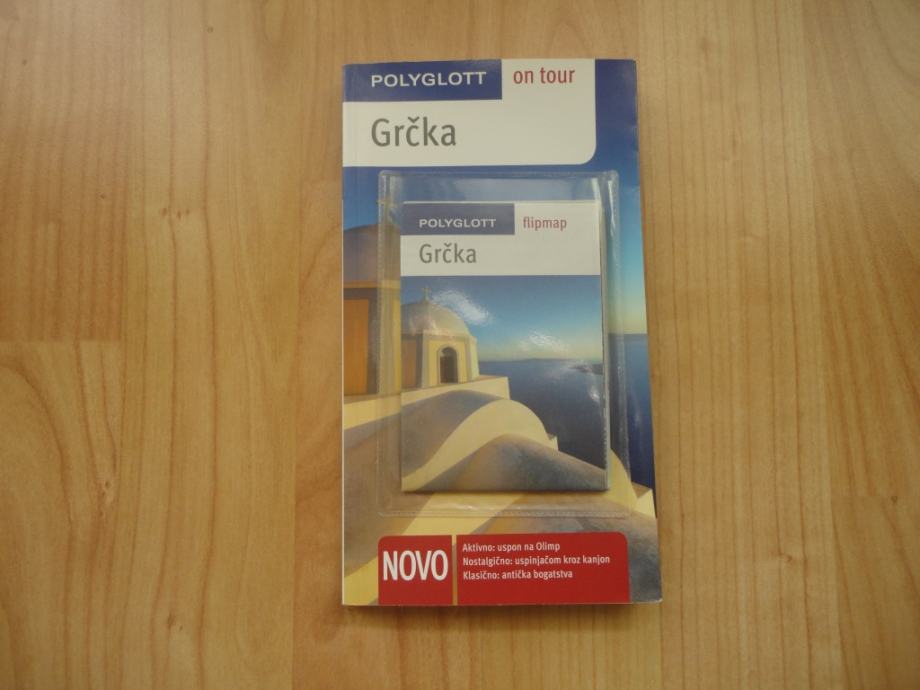 POLYGLOTT on tour
Grčka
POLYGLOTT flipmap
Grčka
NOVO
Aktivno: uspon na Olimp
Nostalgično: uspinjačom kroz kanjon
Klasično: antička bogatstva